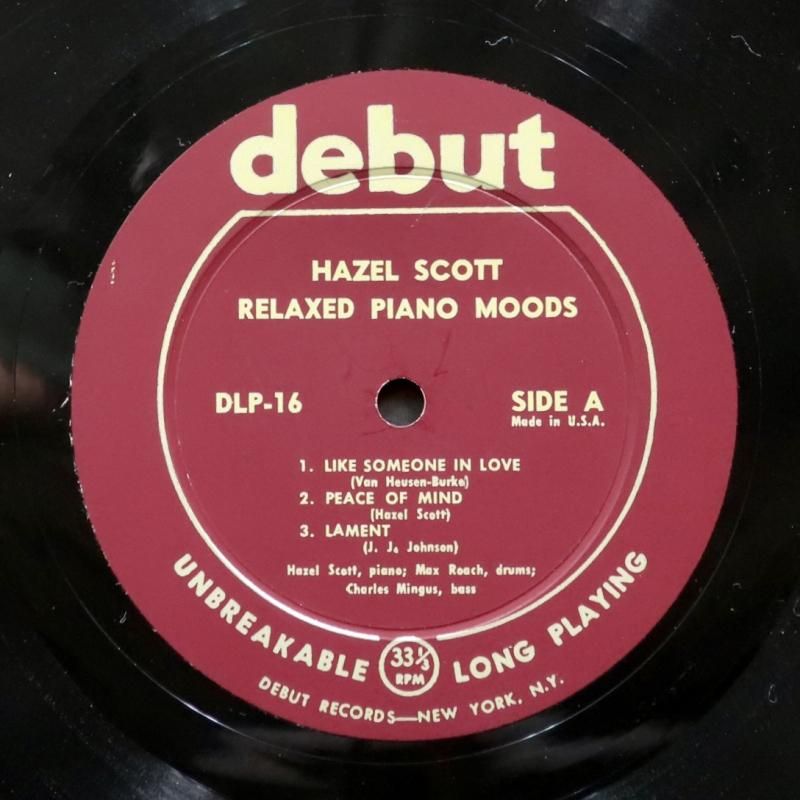 debut
HAZEL SCOTT
RELAXED PIANO MOODS
DLP-16
SIDE A
Made in U.S.A.
1. LIKE SOMEONE IN LOVE
(Van Heusen-Burke)
2. PEACE OF MIND
(Hazel Scott)
3. LAMENT
(J. J. Johnson)
Hazel Scott, piano; Max Roach, drums;
Charles Mingus, bass
UNBREAKABLE 33⅓ RPM LONG PLAYING
DEBUT RECORDS—NEW YORK, N.Y.